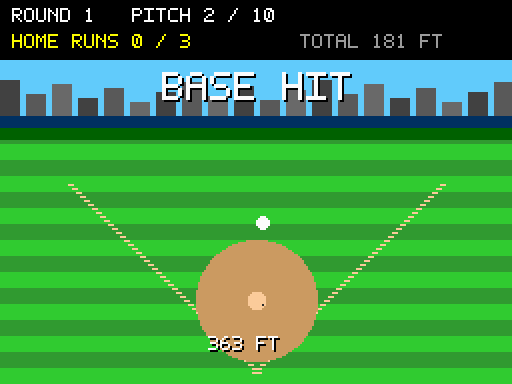 ROUND 1 PITCH 2 / 10
HOME RUNS 0 / 3 TOTAL 181 FT
BASE HIT
363 FT